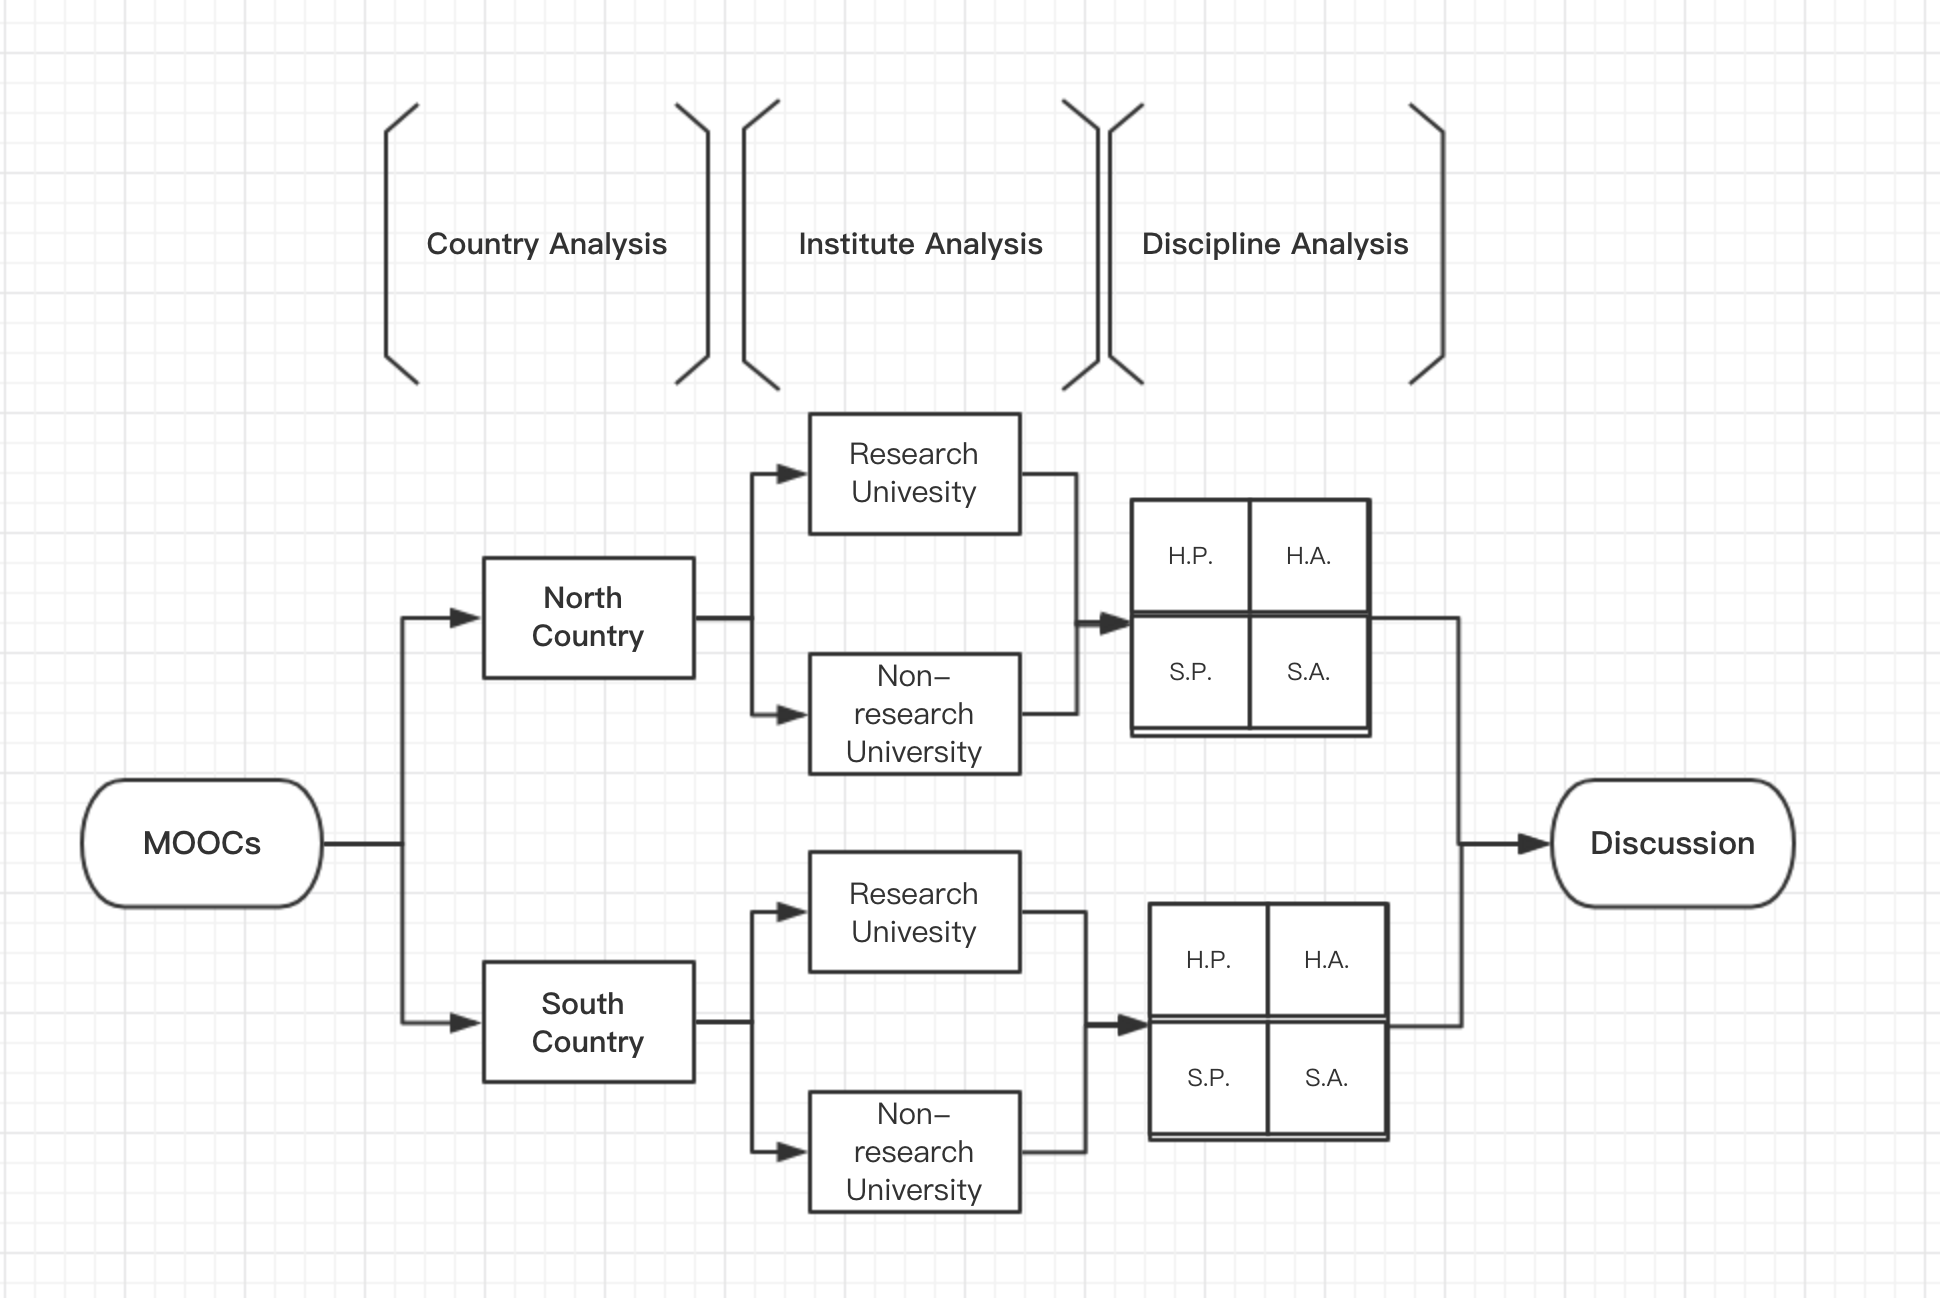 Country Analysis
Institute Analysis
Discipline Analysis
Research
Univesity
North
Country
H.P.
H.A.
S.P.
S.A.
Non-
research
University
MOOCs
Discussion
Research
Univesity
South
Country
H.P.
H.A.
S.P.
S.A.
Non-
research
University